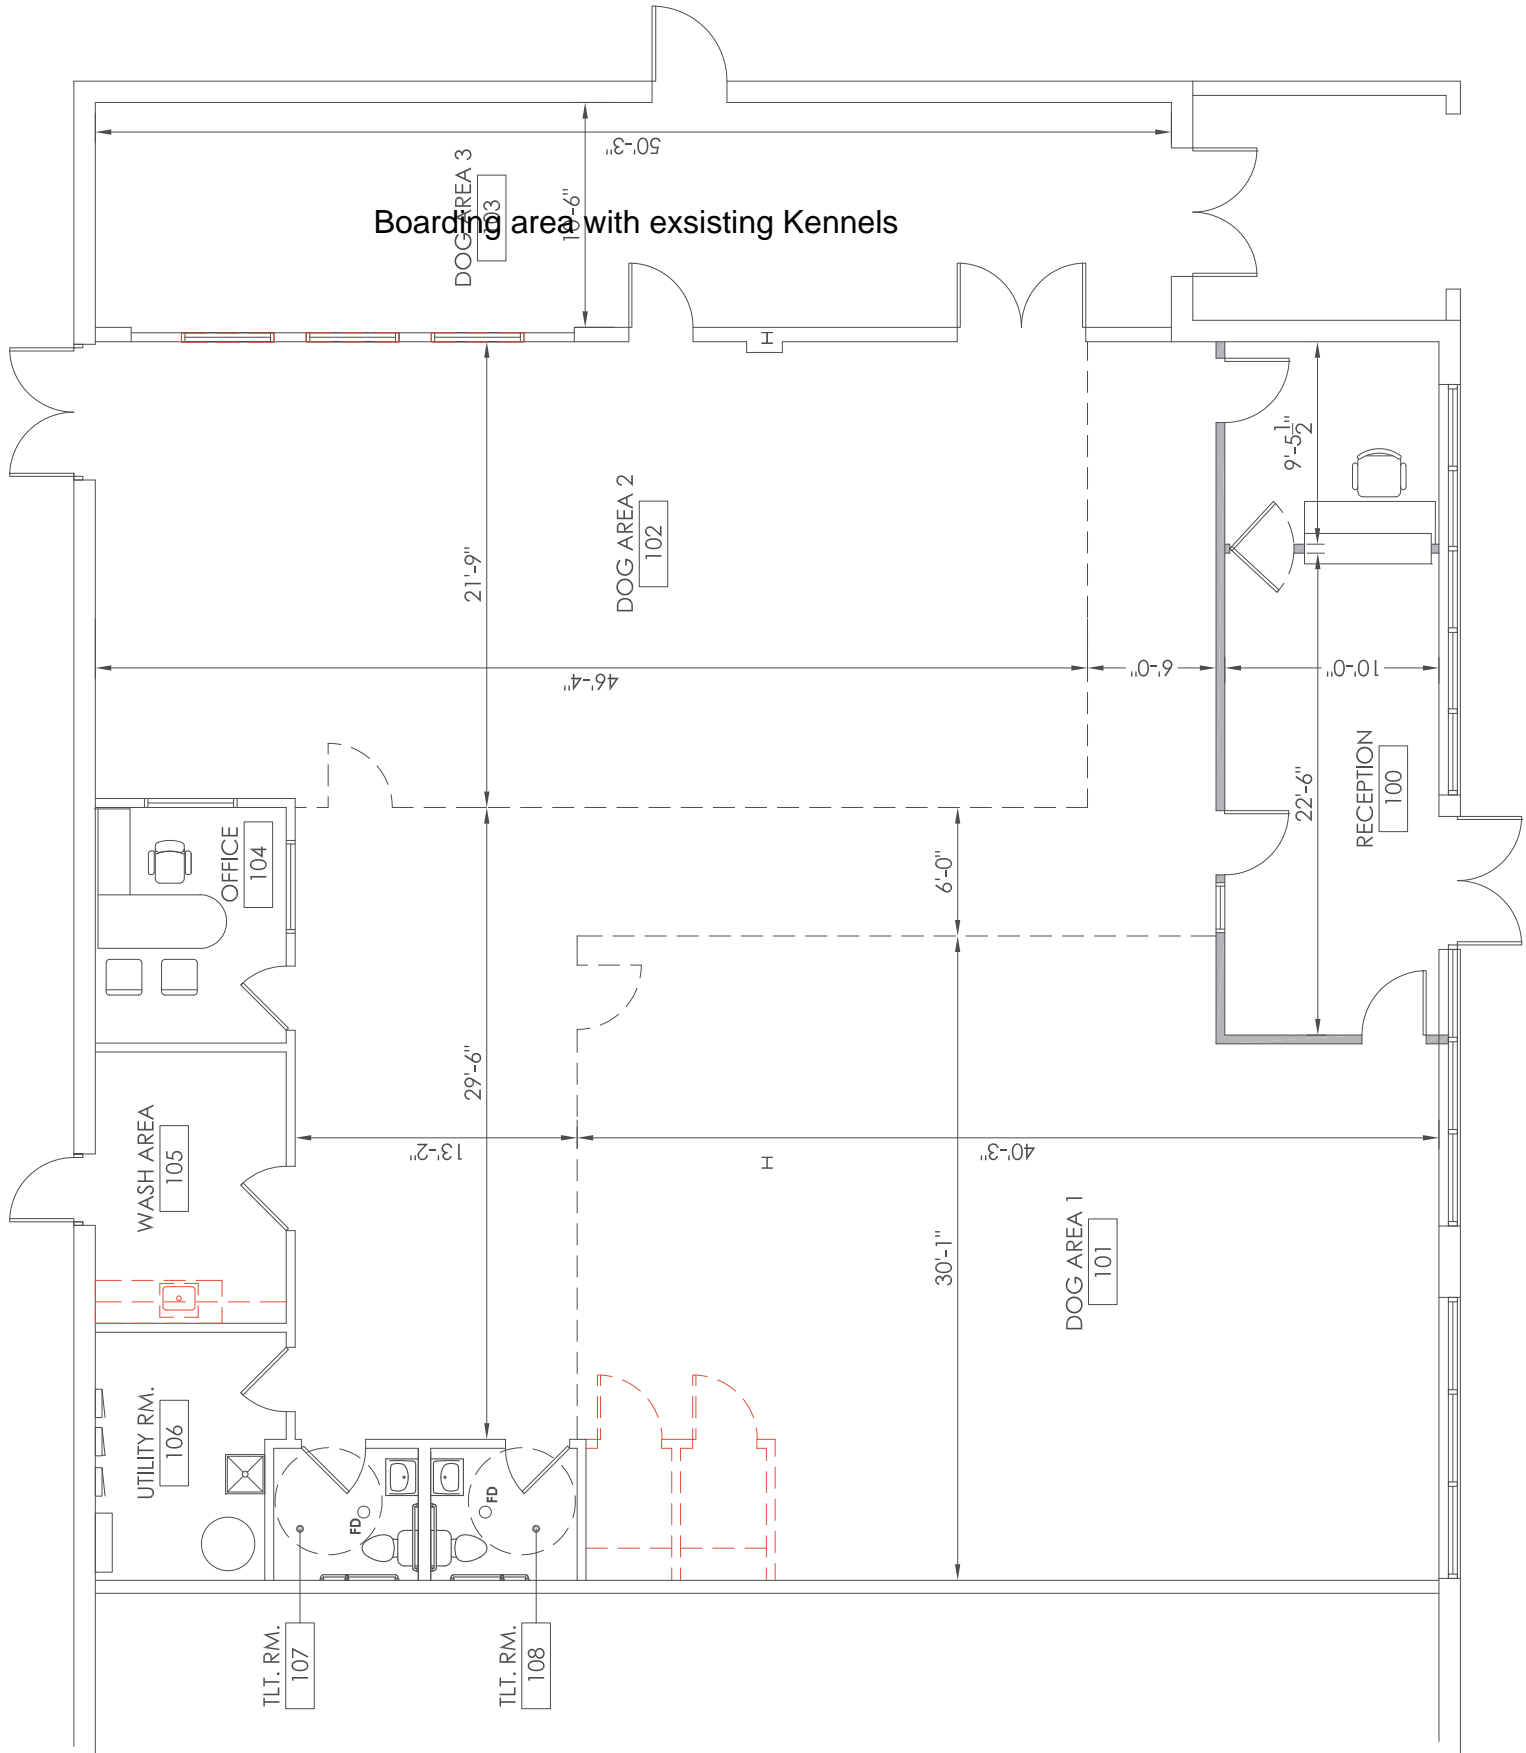 50'-3"
DOG AREA 3
103
10'-6"
Boarding area with exsisting Kennels
H
9'-5 1/2"
21'-9"
DOG AREA 2
102
46'-4"
6'-0"
10'-0"
RECEPTION
100
22'-6"
OFFICE
104
6'-0"
29'-6"
13'-2"
40'-3"
H
WASH AREA
105
30'-1"
DOG AREA 1
101
UTILITY RM.
106
FD
FD
TLT. RM.
107
TLT. RM.
108